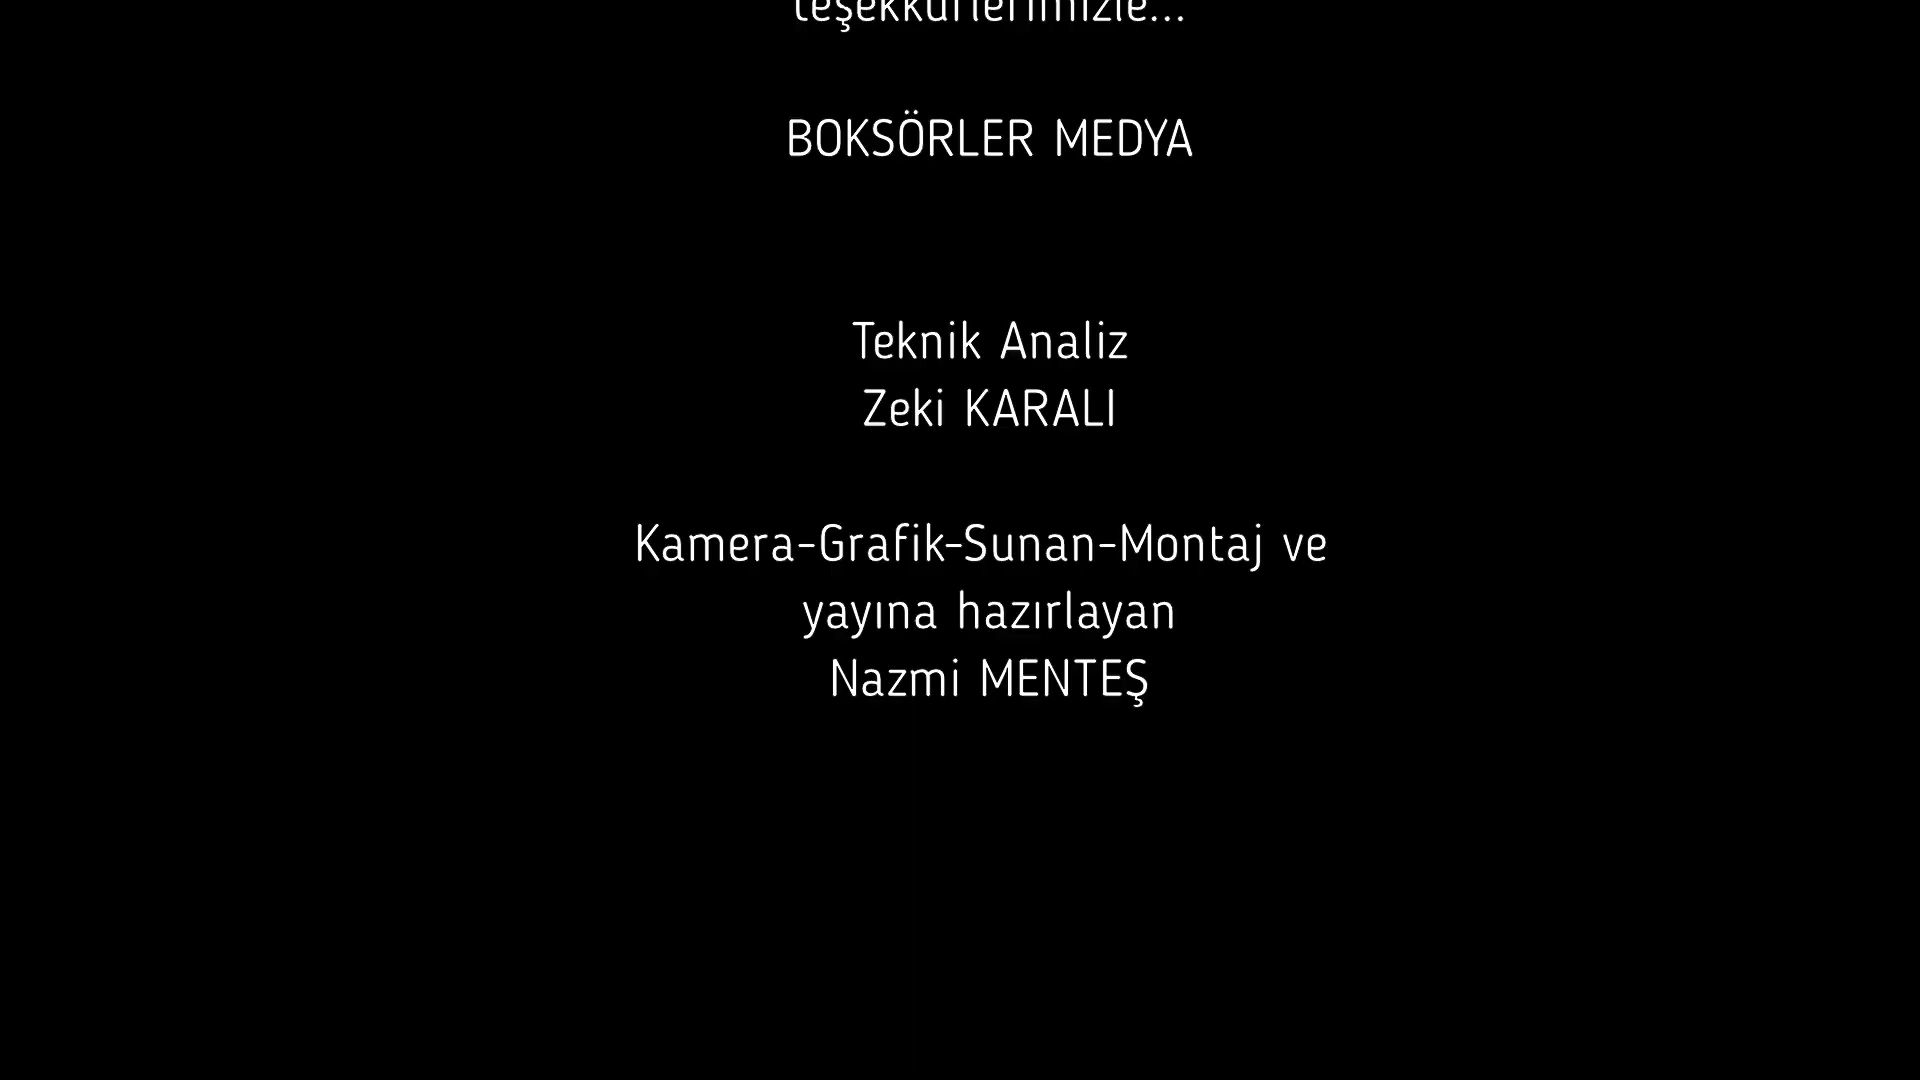 teşekkürlerimizle...
BOKSÖRLER MEDYA
Teknik Analiz
Zeki KARALI
Kamera-Grafik-Sunan-Montaj ve
yayına hazırlayan
Nazmi MENTEŞ